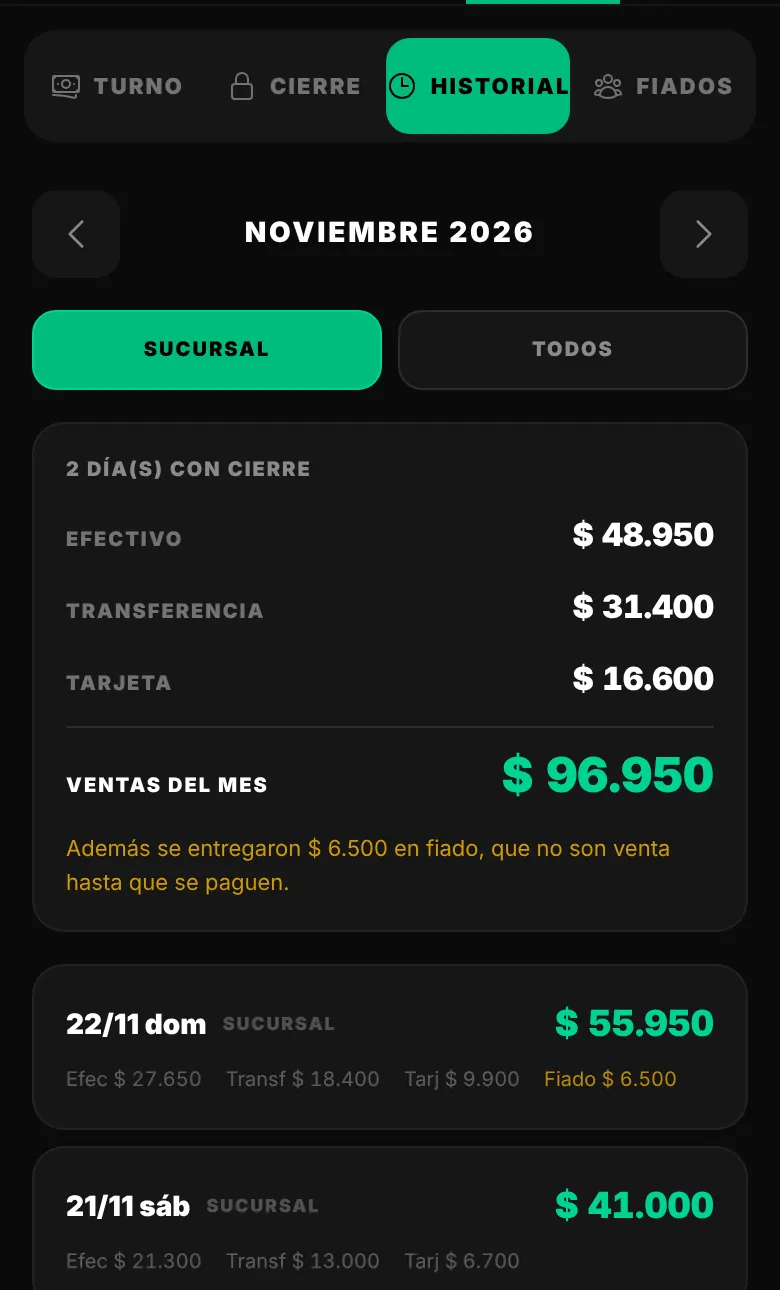 TURNO CIERRE HISTORIAL FIADOS
NOVIEMBRE 2026
SUCURSAL TODOS
2 DÍA(S) CON CIERRE
EFECTIVO $ 48.950
TRANSFERENCIA $ 31.400
TARJETA $ 16.600
VENTAS DEL MES $ 96.950
Además se entregaron $ 6.500 en fiado, que no son venta
hasta que se paguen.
22/11 dom SUCURSAL $ 55.950
Efec $ 27.650 Transf $ 18.400 Tarj $ 9.900 Fiado $ 6.500
21/11 sáb SUCURSAL $ 41.000
Efec $ 21.300 Transf $ 13.000 Tarj $ 6.700